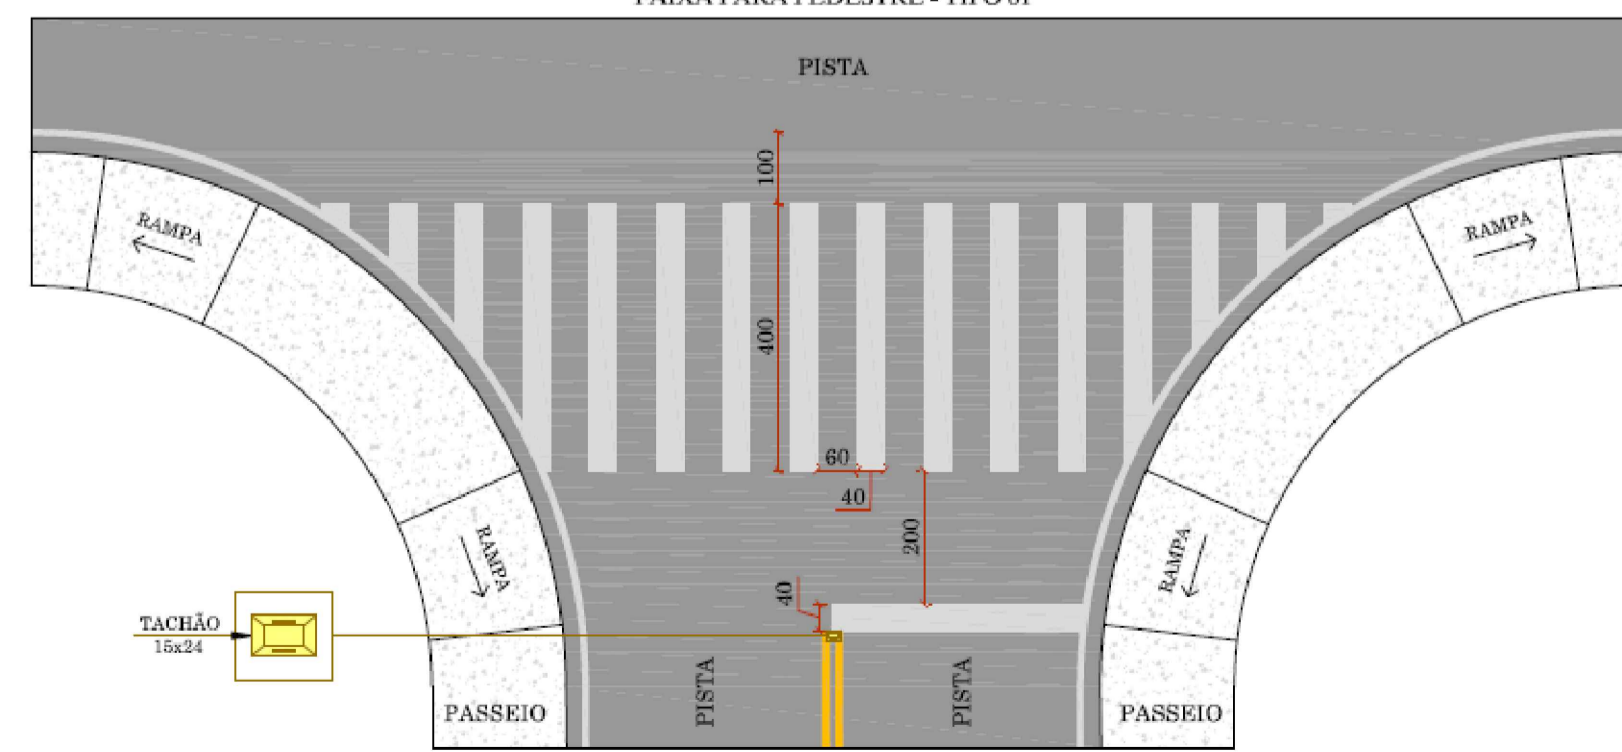 PISTA
100
RAMPA
RAMPA
400
60
40
200
RAMPA
RAMPA
40
TACHÃO
15x24
PISTA
PISTA
PASSEIO
PASSEIO